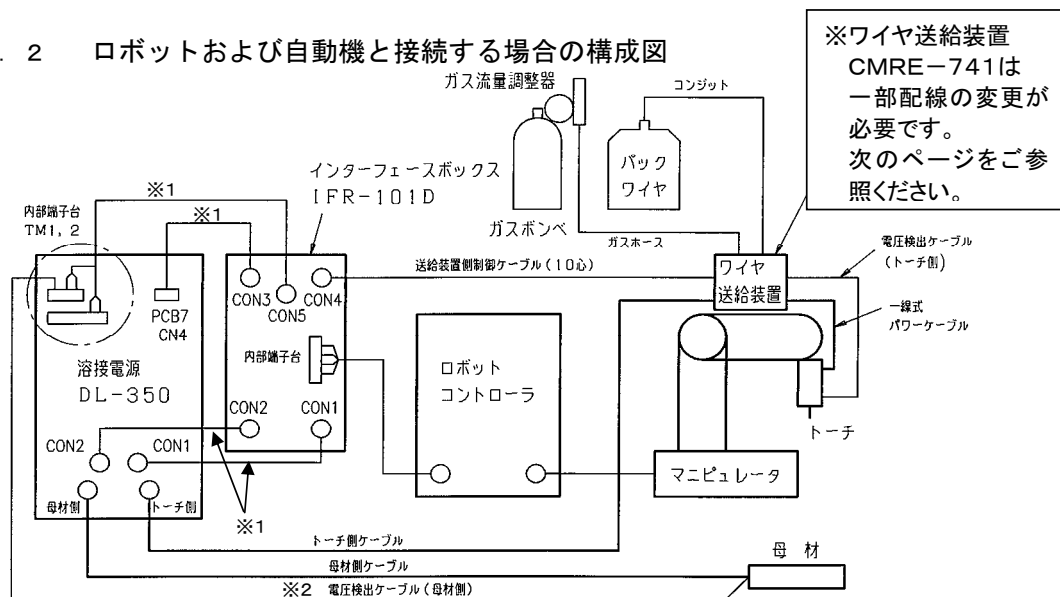 ．２　ロボットおよび自動機と接続する場合の構成図
※ワイヤ送給装置
ＣＭＲＥ－７４１は
一部配線の変更が
必要です。
次のページをご参
照ください。
ガス流量調整器
コンジット
パック
ワイヤ
ガスボンベ
ガスホース
インターフェースボックス
IFR-101D
※1
※1
内部端子台
TM1, 2
PCB7
CN4
溶接電源
DL-350
CON2
CON1
母材側
トーチ側
CON3
CON5
CON4
内部端子台
CON2
CON1
※1
送給装置側制御ケーブル(10心)
ワイヤ
送給装置
電圧検出ケーブル
(トーチ側)
一線式
パワーケーブル
ロボット
コントローラ
トーチ
マニピュレータ
トーチ側ケーブル
母材側ケーブル
※2 電圧検出ケーブル(母材側)
母 材